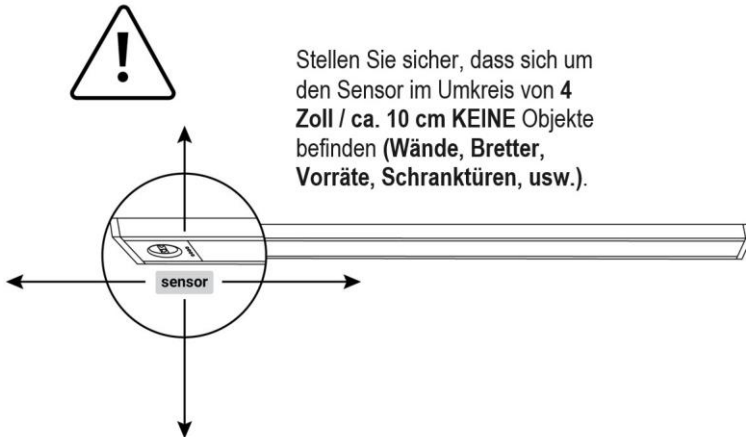 Stellen Sie sicher, dass sich um
den Sensor im Umkreis von 4
Zoll / ca. 10 cm KEINE Objekte
befinden (Wände, Bretter,
Vorräte, Schranktüren, usw.).
sensor